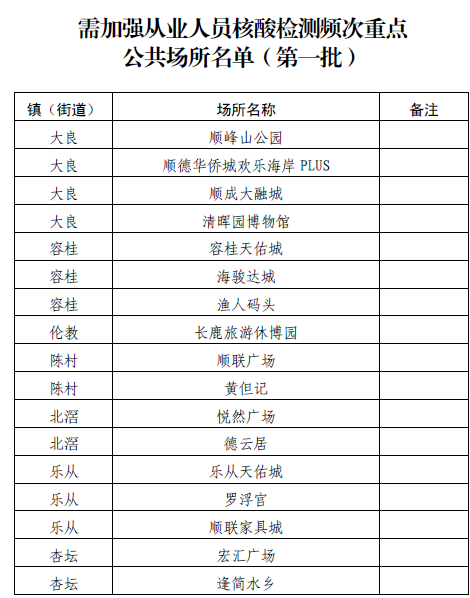 需加强从业人员核酸检测频次重点
公共场所名单（第一批）
镇（街道） 场所名称 备注
大良 顺峰山公园
大良 顺德华侨城欢乐海岸 PLUS
大良 顺成大融城
大良 清晖园博物馆
容桂 容桂天佑城
容桂 海骏达城
容桂 渔人码头
伦教 长鹿旅游休博园
陈村 顺联广场
陈村 黄但记
北滘 悦然广场
北滘 德云居
乐从 乐从天佑城
乐从 罗浮宫
乐从 顺联家具城
杏坛 宏汇广场
杏坛 逢简水乡